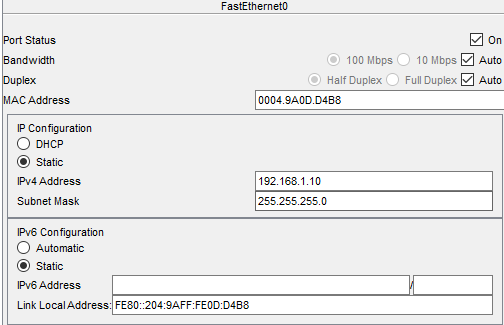 FastEthernet0
Port Status On
Bandwidth 100 Mbps 10 Mbps Auto
Duplex Half Duplex Full Duplex Auto
MAC Address 0004.9A0D.D4B8
IP Configuration
DHCP
Static
IPv4 Address 192.168.1.10
Subnet Mask 255.255.255.0
IPv6 Configuration
Automatic
Static
IPv6 Address /
Link Local Address: FE80::204:9AFF:FE0D:D4B8